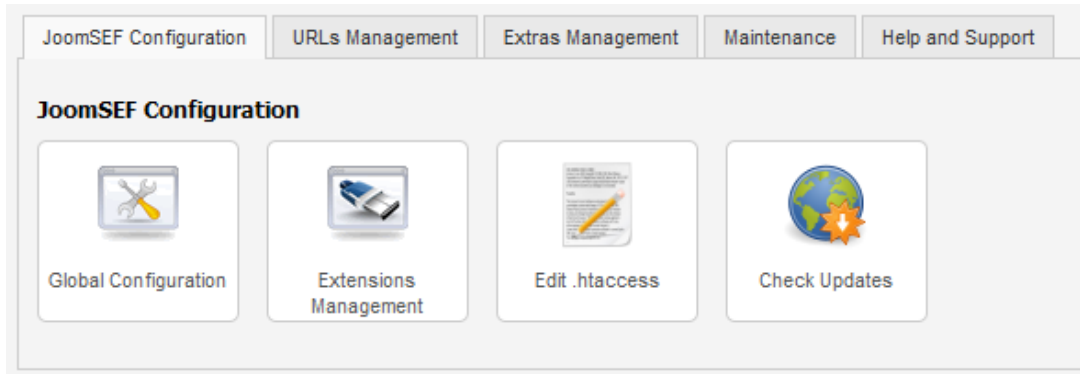 JoomSEF Configuration URLs Management Extras Management Maintenance Help and Support
JoomSEF Configuration
Global Configuration Extensions Management Edit .htaccess Check Updates